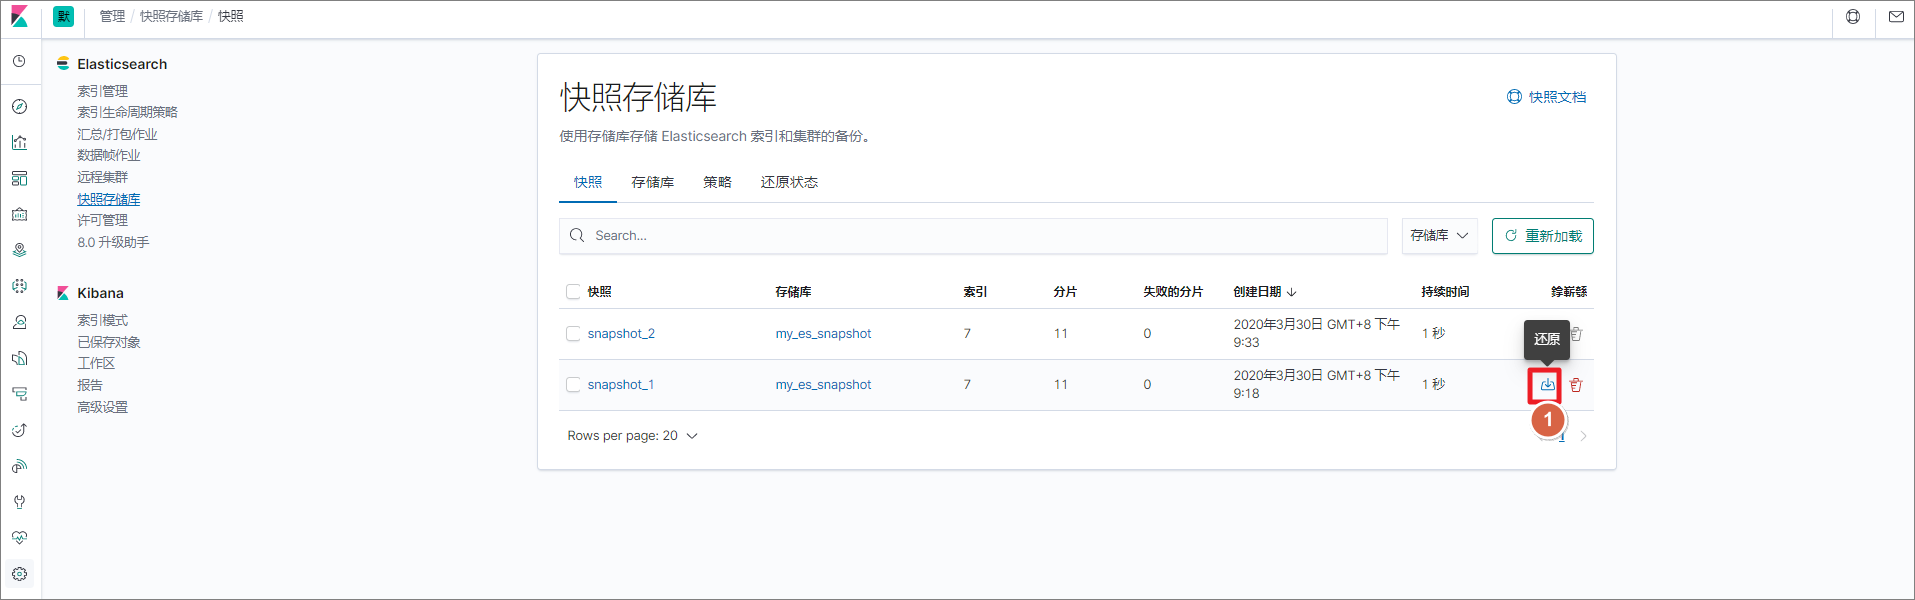 默 管理 / 快照存储库 / 快照
Elasticsearch
索引管理
索引生命周期策略
汇总/打包作业
数据帧作业
远程集群
快照存储库
许可管理
8.0 升级助手
Kibana
索引模式
已保存对象
工作区
报告
高级设置
快照存储库
快照文档
使用存储库存储 Elasticsearch 索引和集群的备份。
快照 存储库 策略 还原状态
Search...
存储库
重新加载
快照 存储库 索引 分片 失败的分片 创建日期 持续时间
snapshot_2 my_es_snapshot 7 11 0 2020年3月30日 GMT+8 下午 9:33 1 秒
还原
snapshot_1 my_es_snapshot 7 11 0 2020年3月30日 GMT+8 下午 9:18 1 秒
1
Rows per page: 20
1